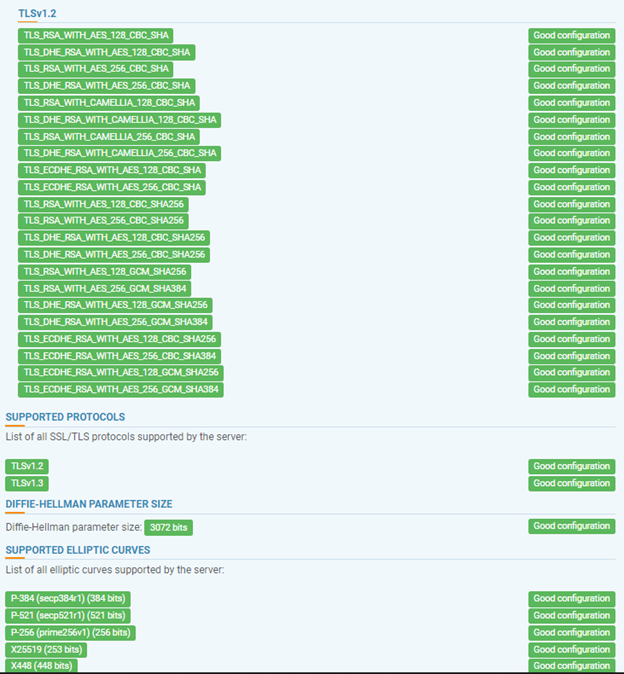 TLSv1.2
TLS_RSA_WITH_AES_128_CBC_SHA Good configuration
TLS_DHE_RSA_WITH_AES_128_CBC_SHA Good configuration
TLS_RSA_WITH_AES_256_CBC_SHA Good configuration
TLS_DHE_RSA_WITH_AES_256_CBC_SHA Good configuration
TLS_RSA_WITH_CAMELLIA_128_CBC_SHA Good configuration
TLS_DHE_RSA_WITH_CAMELLIA_128_CBC_SHA Good configuration
TLS_RSA_WITH_CAMELLIA_256_CBC_SHA Good configuration
TLS_DHE_RSA_WITH_CAMELLIA_256_CBC_SHA Good configuration
TLS_ECDHE_RSA_WITH_AES_128_CBC_SHA Good configuration
TLS_ECDHE_RSA_WITH_AES_256_CBC_SHA Good configuration
TLS_RSA_WITH_AES_128_CBC_SHA256 Good configuration
TLS_RSA_WITH_AES_256_CBC_SHA256 Good configuration
TLS_DHE_RSA_WITH_AES_128_CBC_SHA256 Good configuration
TLS_DHE_RSA_WITH_AES_256_CBC_SHA256 Good configuration
TLS_RSA_WITH_AES_128_GCM_SHA256 Good configuration
TLS_RSA_WITH_AES_256_GCM_SHA384 Good configuration
TLS_DHE_RSA_WITH_AES_128_GCM_SHA256 Good configuration
TLS_DHE_RSA_WITH_AES_256_GCM_SHA384 Good configuration
TLS_ECDHE_RSA_WITH_AES_128_CBC_SHA256 Good configuration
TLS_ECDHE_RSA_WITH_AES_256_CBC_SHA384 Good configuration
TLS_ECDHE_RSA_WITH_AES_128_GCM_SHA256 Good configuration
TLS_ECDHE_RSA_WITH_AES_256_GCM_SHA384 Good configuration
SUPPORTED PROTOCOLS
List of all SSL/TLS protocols supported by the server:
TLSv1.2 Good configuration
TLSv1.3 Good configuration
DIFFIE-HELLMAN PARAMETER SIZE
Diffie-Hellman parameter size: 3072 bits Good configuration
SUPPORTED ELLIPTIC CURVES
List of all elliptic curves supported by the server:
P-384 (secp384r1) (384 bits) Good configuration
P-521 (secp521r1) (521 bits) Good configuration
P-256 (prime256v1) (256 bits) Good configuration
X25519 (253 bits) Good configuration
X448 (448 bits) Good configuration